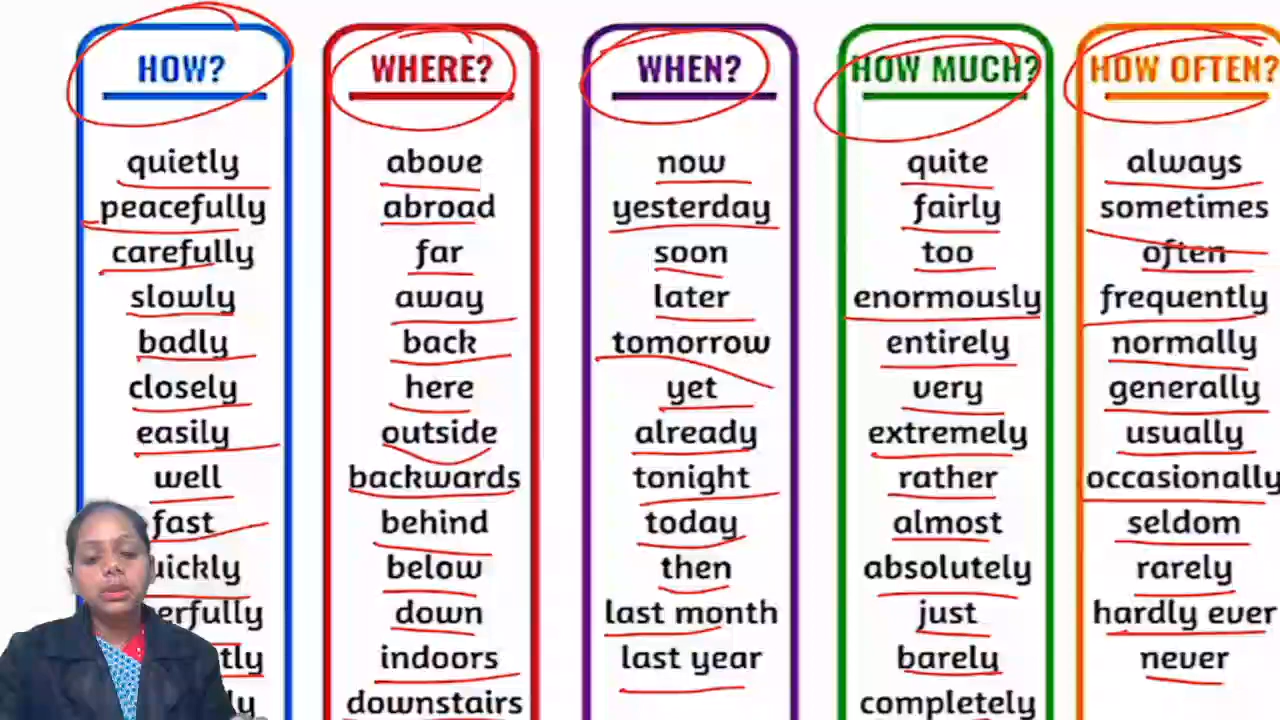 HOW?
quietly
peacefully
carefully
slowly
badly
closely
easily
well
fast
WHERE?
above
abroad
far
away
back
here
outside
backwards
behind
below
down
indoors
downstairs
WHEN?
now
yesterday
soon
later
tomorrow
yet
already
tonight
today
then
last month
last year
HOW MUCH?
quite
fairly
too
enormously
entirely
very
extremely
rather
almost
absolutely
just
barely
completely
HOW OFTEN?
always
sometimes
often
frequently
normally
generally
usually
occasionally
seldom
rarely
hardly ever
never